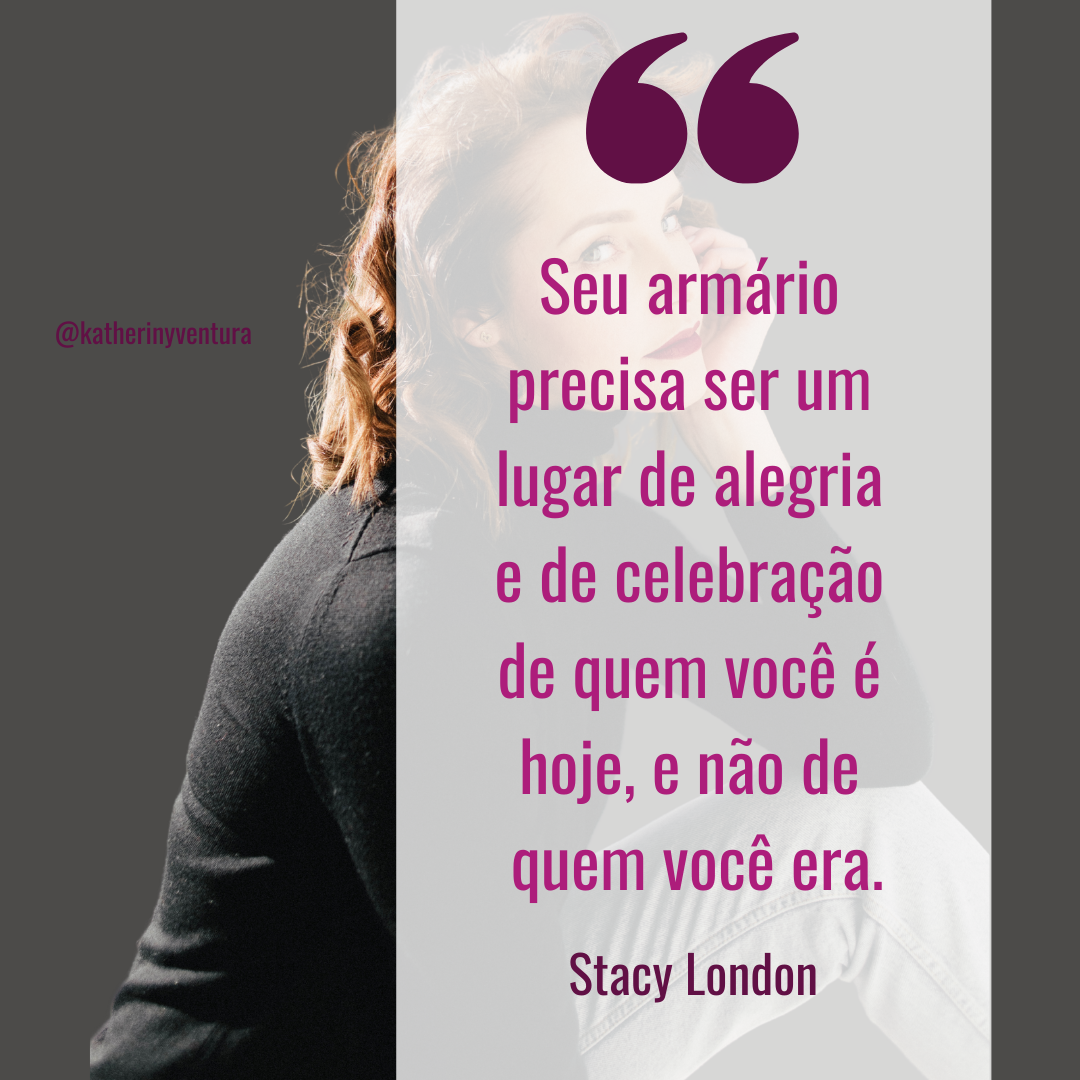 @katherinyventura
Seu armário
precisa ser um
lugar de alegria
e de celebração
de quem você é
hoje, e não de
quem você era.
Stacy London